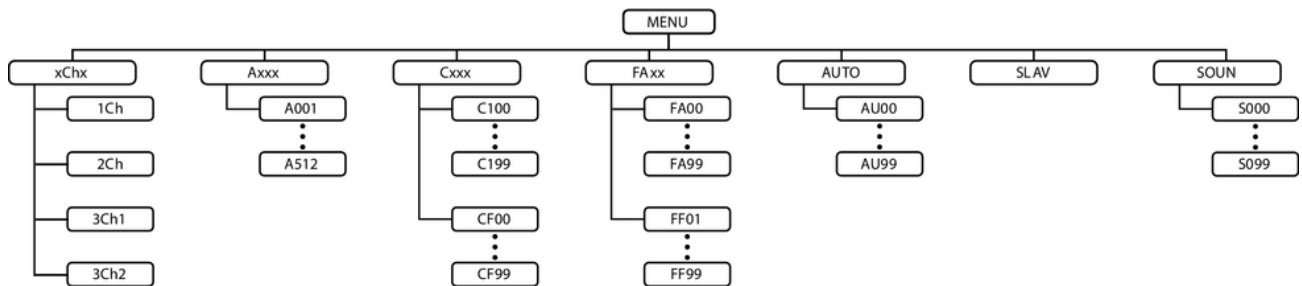 MENU
xChx Axxx Cxxx FAxx AUTO SLAV SOUN
1Ch A001 C100 FA00 AU00 S000
2Ch A512 C199 FA99 AU99 S099
3Ch1 CF00 FF01
3Ch2 CF99 FF99